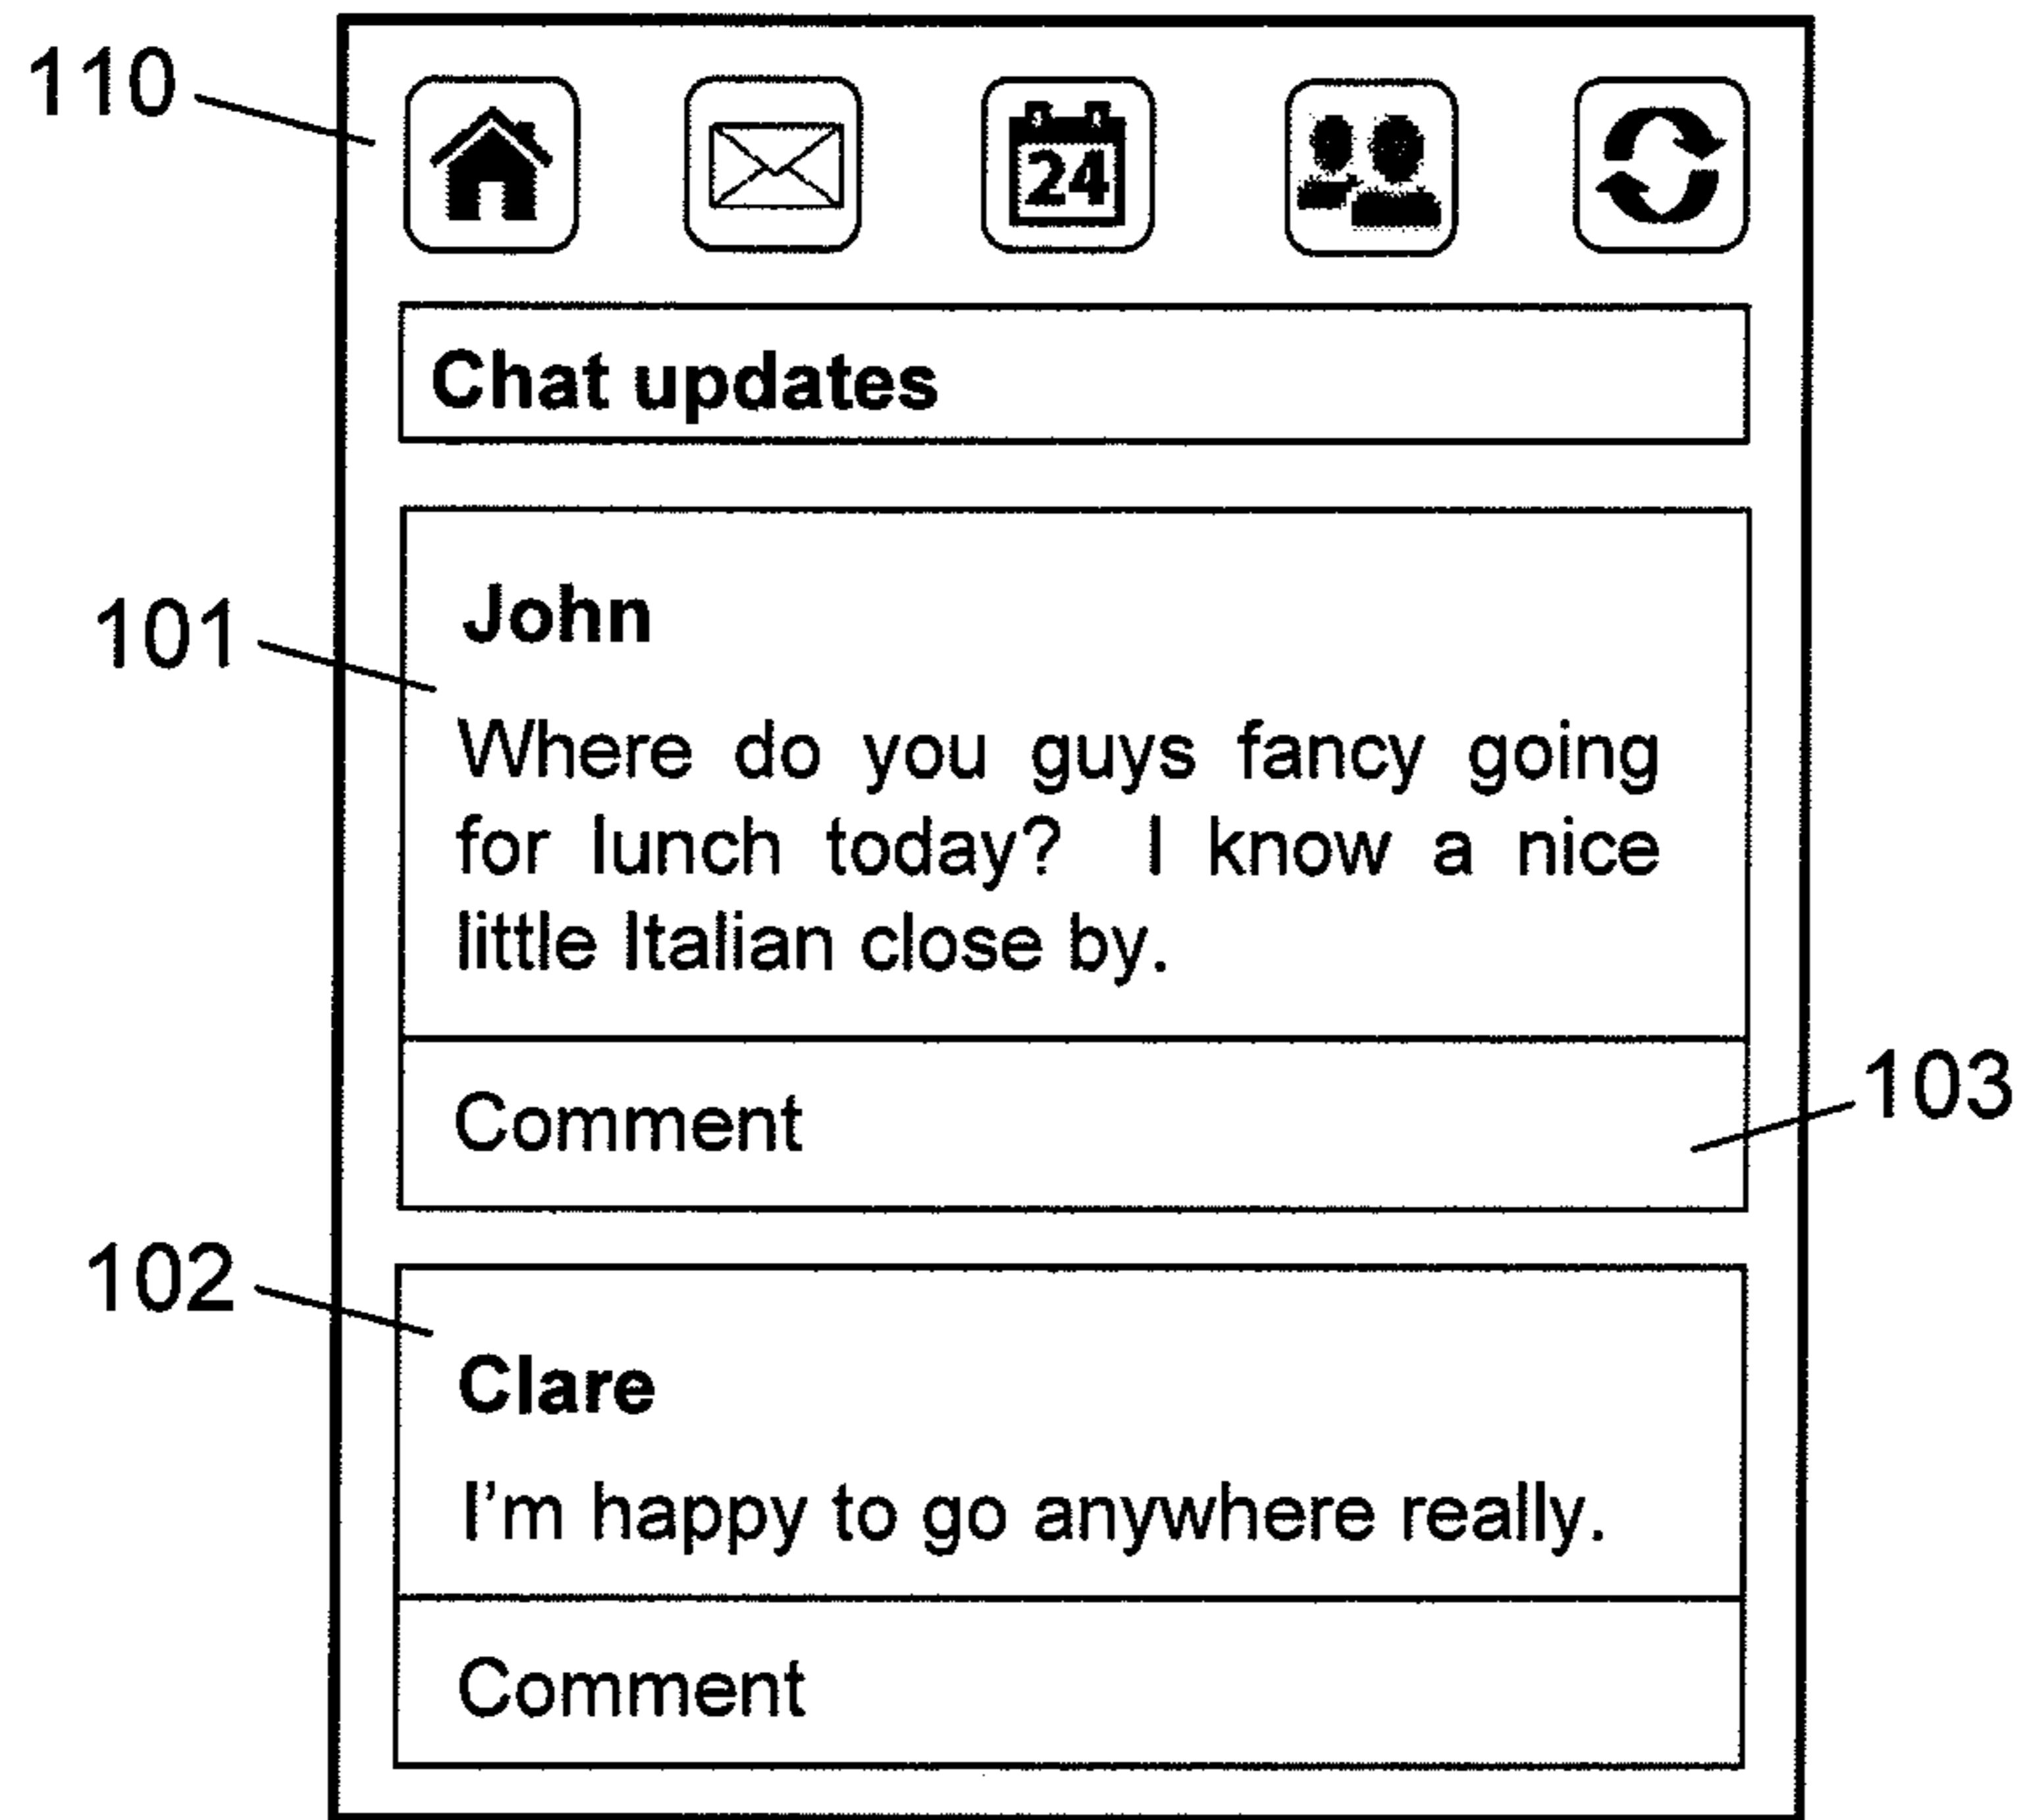 110
24
Chat updates
101
John
Where do you guys fancy going
for lunch today? I know a nice
little Italian close by.
Comment
103
102
Clare
I'm happy to go anywhere really.
Comment